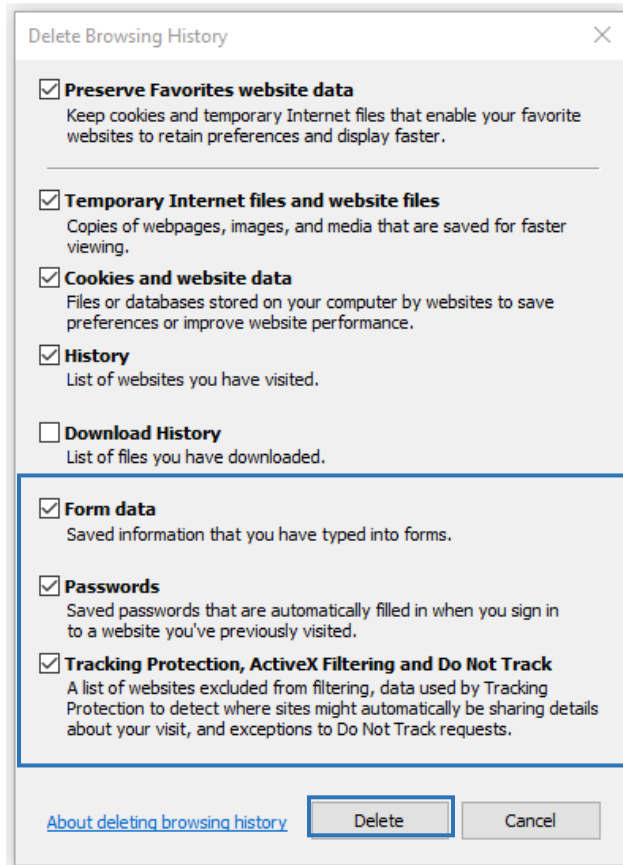 Delete Browsing History
Preserve Favorites website data
Keep cookies and temporary Internet files that enable your favorite
websites to retain preferences and display faster.
Temporary Internet files and website files
Copies of webpages, images, and media that are saved for faster
viewing.
Cookies and website data
Files or databases stored on your computer by websites to save
preferences or improve website performance.
History
List of websites you have visited.
Download History
List of files you have downloaded.
Form data
Saved information that you have typed into forms.
Passwords
Saved passwords that are automatically filled in when you sign in
to a website you've previously visited.
Tracking Protection, ActiveX Filtering and Do Not Track
A list of websites excluded from filtering, data used by Tracking
Protection to detect where sites might automatically be sharing details
about your visit, and exceptions to Do Not Track requests.
About deleting browsing history
Delete
Cancel